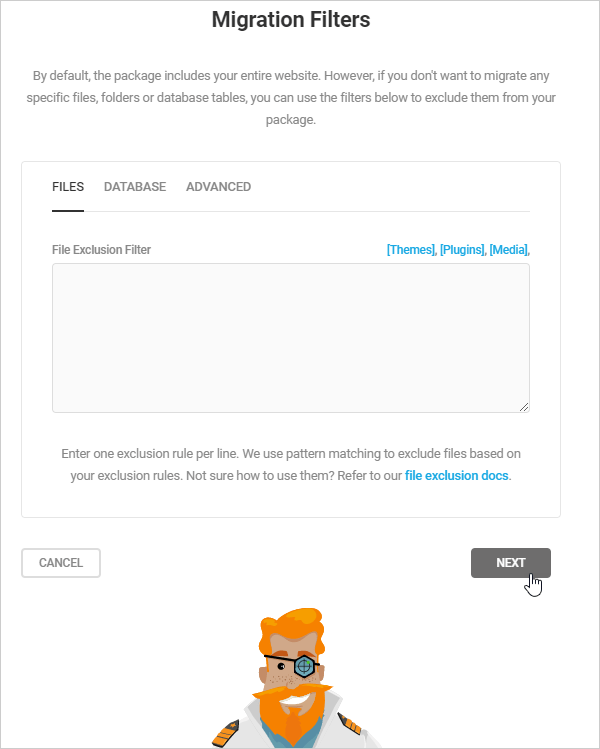 Migration Filters
By default, the package includes your entire website. However, if you don't want to migrate any
specific files, folders or database tables, you can use the filters below to exclude them from your
package.
FILES DATABASE ADVANCED
File Exclusion Filter [Themes], [Plugins], [Media],
Enter one exclusion rule per line. We use pattern matching to exclude files based on
your exclusion rules. Not sure how to use them? Refer to our file exclusion docs.
CANCEL NEXT